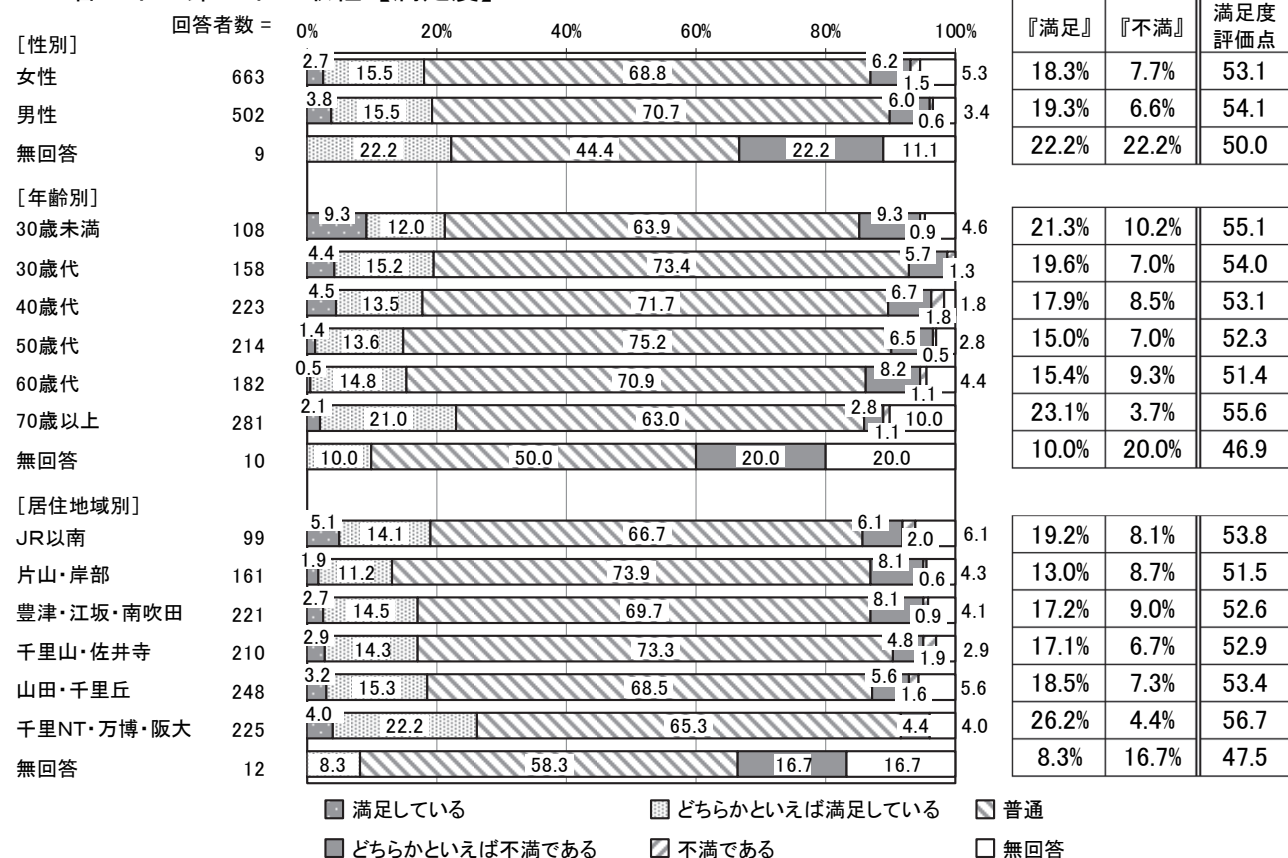 回答者数 = 0% 20% 40% 60% 80% 100% 『満足』 『不満』 満足度評価点
［性別］
女性 663 2.7 15.5 68.8 6.2 1.5 5.3 18.3% 7.7% 53.1
男性 502 3.8 15.5 70.7 6.0 0.6 3.4 19.3% 6.6% 54.1
無回答 9 22.2 44.4 22.2 11.1 22.2% 22.2% 50.0
［年齢別］
30歳未満 108 9.3 12.0 63.9 9.3 0.9 4.6 21.3% 10.2% 55.1
30歳代 158 4.4 15.2 73.4 5.7 1.3 19.6% 7.0% 54.0
40歳代 223 4.5 13.5 71.7 6.7 1.8 1.8 17.9% 8.5% 53.1
50歳代 214 1.4 13.6 75.2 6.5 0.5 2.8 15.0% 7.0% 52.3
60歳代 182 0.5 14.8 70.9 8.2 1.1 4.4 15.4% 9.3% 51.4
70歳以上 281 2.1 21.0 63.0 2.8 1.1 10.0 23.1% 3.7% 55.6
無回答 10 10.0 50.0 20.0 20.0 10.0% 20.0% 46.9
［居住地域別］
JR以南 99 5.1 14.1 66.7 6.1 2.0 6.1 19.2% 8.1% 53.8
片山・岸部 161 1.9 11.2 73.9 8.1 0.6 4.3 13.0% 8.7% 51.5
豊津・江坂・南吹田 221 2.7 14.5 69.7 8.1 0.9 4.1 17.2% 9.0% 52.6
千里山・佐井寺 210 2.9 14.3 73.3 4.8 1.9 2.9 17.1% 6.7% 52.9
山田・千里丘 248 3.2 15.3 68.5 5.6 1.6 5.6 18.5% 7.3% 53.4
千里NT・万博・阪大 225 4.0 22.2 65.3 4.4 4.0 26.2% 4.4% 56.7
無回答 12 8.3 58.3 16.7 16.7 8.3% 16.7% 47.5
満足している どちらかといえば満足している 普通
どちらかといえば不満である 不満である 無回答